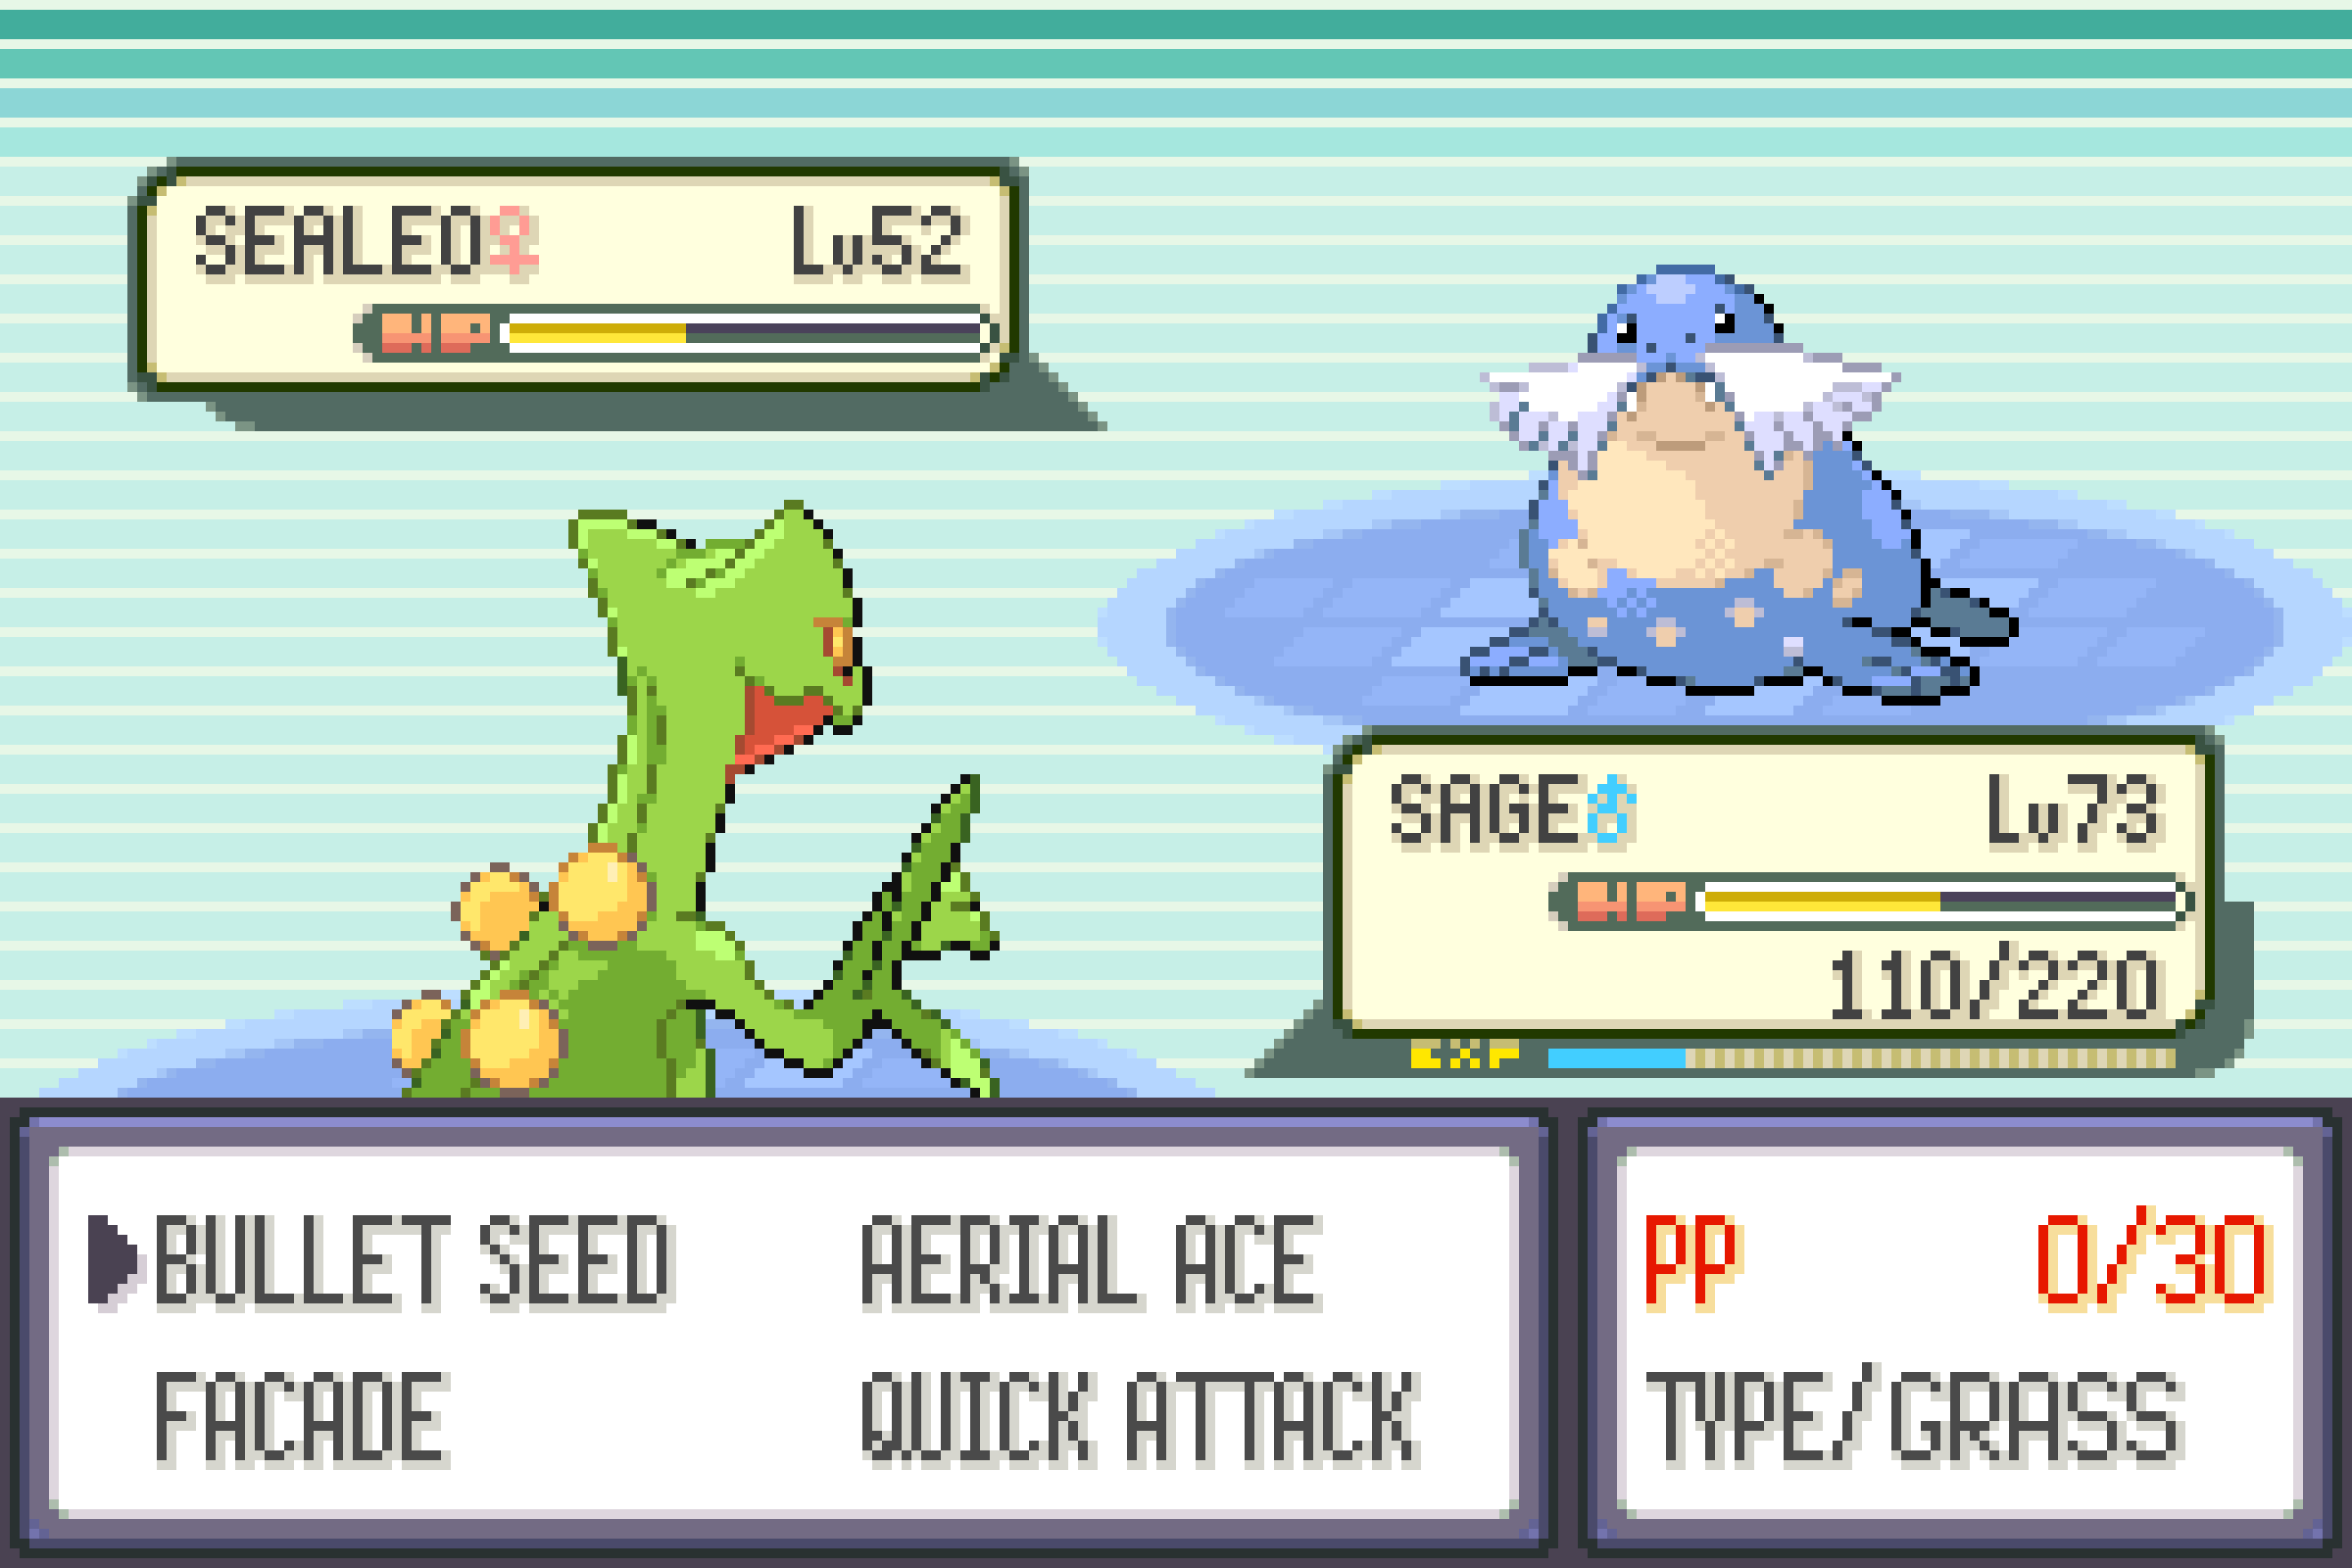 SEALEO♀ Lv52
HP
SAGE♂ Lv73
HP
110/220
EXP
BULLET SEED AERIAL ACE
FACADE QUICK ATTACK
PP 0/30
TYPE/GRASS